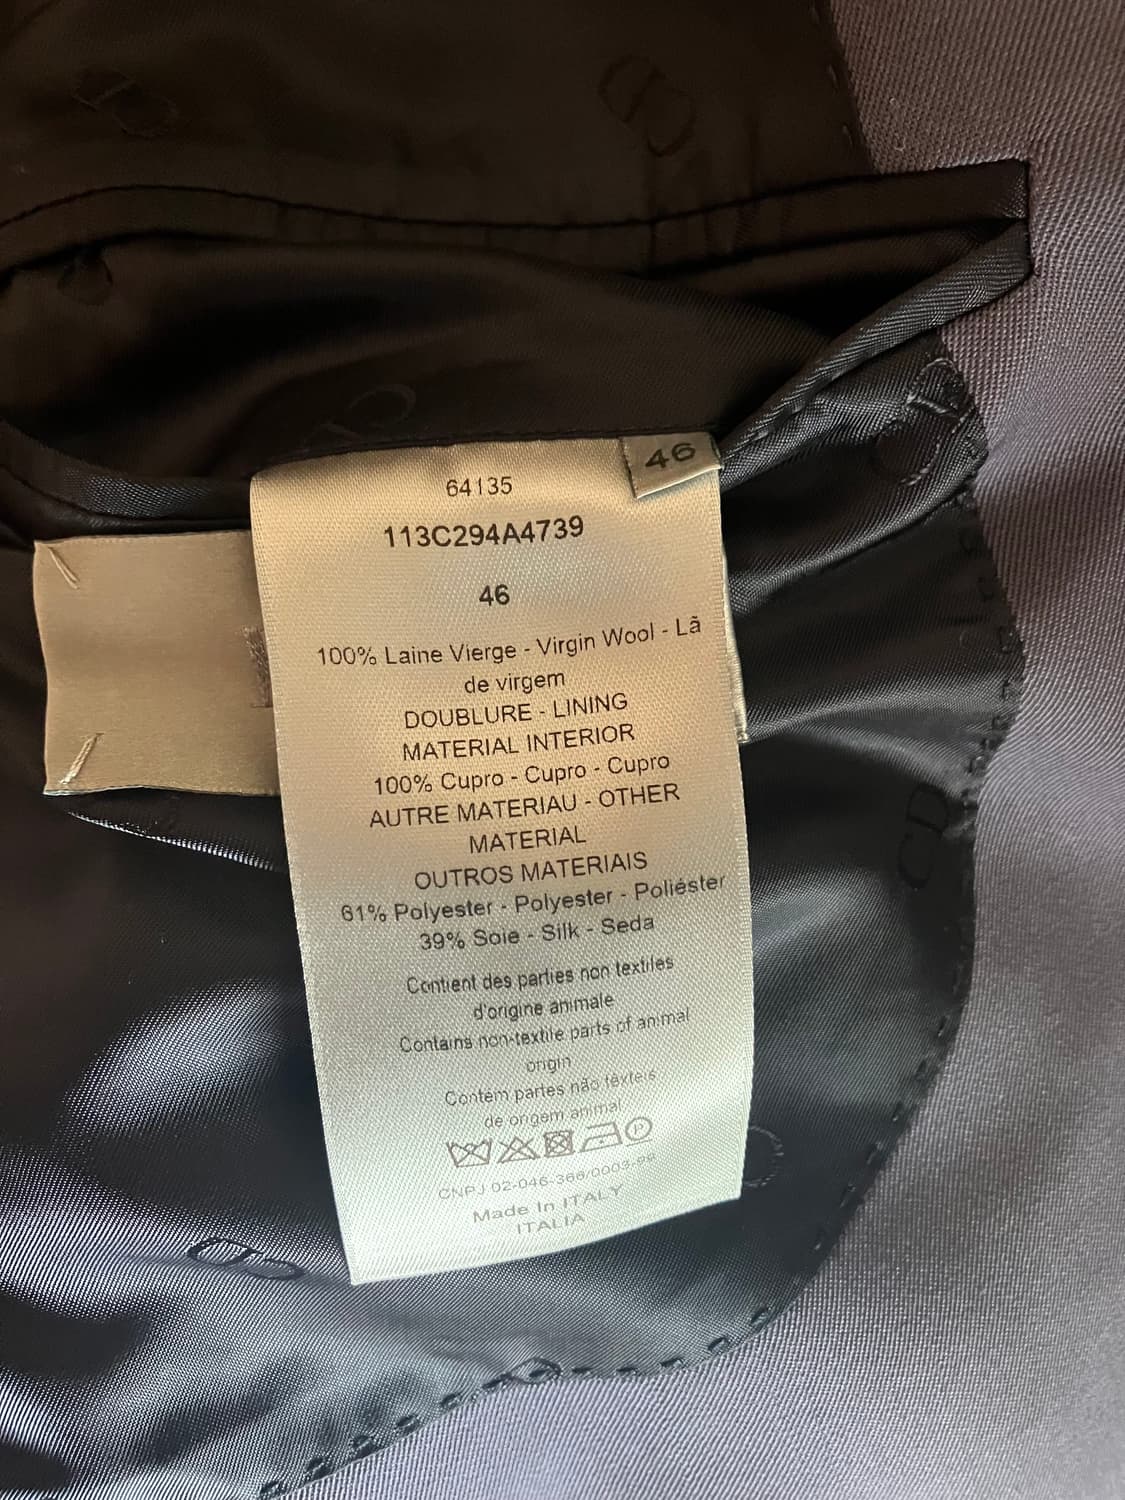 46
64135
113C294A4739
46
100% Laine Vierge - Virgin Wool - Lã
de virgem
DOUBLURE - LINING
MATERIAL INTERIOR
100% Cupro - Cupro - Cupro
AUTRE MATERIAU - OTHER
MATERIAL
OUTROS MATERIAIS
61% Polyester - Polyester - Poliéster
39% Soie - Silk - Seda
Contient des parties non textiles
d'origine animale
Contains non-textile parts of animal
origin
Contém partes não têxteis
de origem animal
P
CNPJ 02-046-366/0003-
Made In ITALY
ITALIA
CD
CD